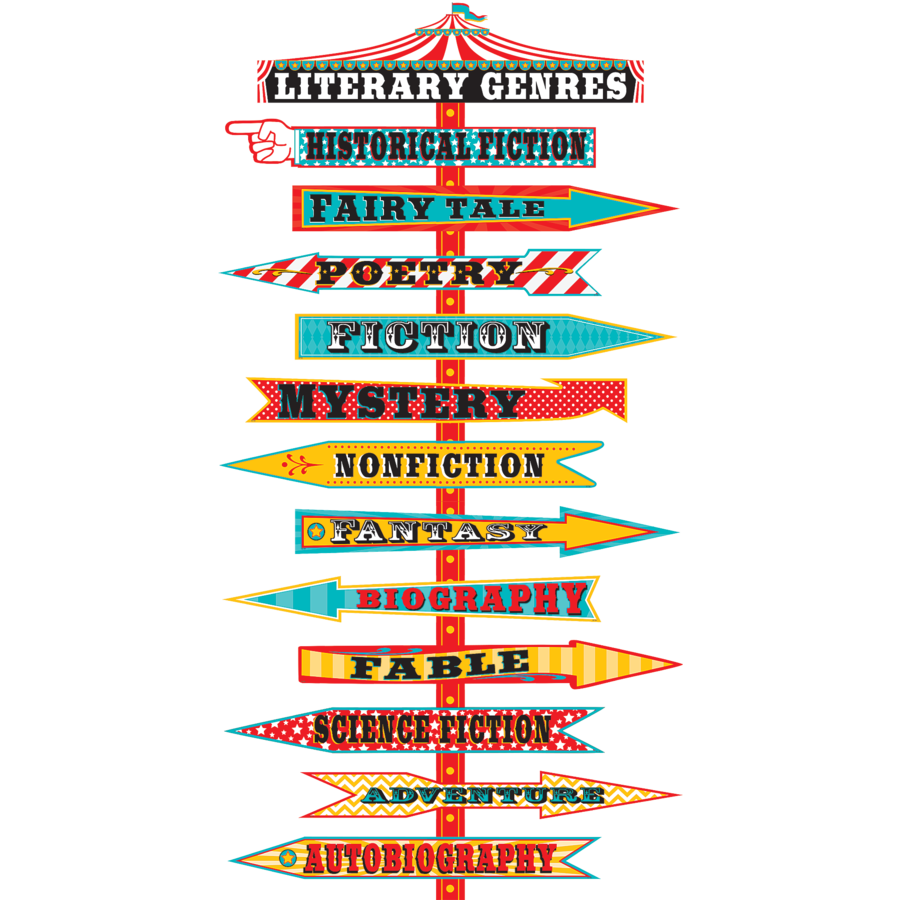 LITERARY GENRES
HISTORICAL FICTION
FAIRY TALE
POETRY
FICTION
MYSTERY
NONFICTION
FANTASY
BIOGRAPHY
FABLE
SCIENCE FICTION
ADVENTURE
AUTOBIOGRAPHY